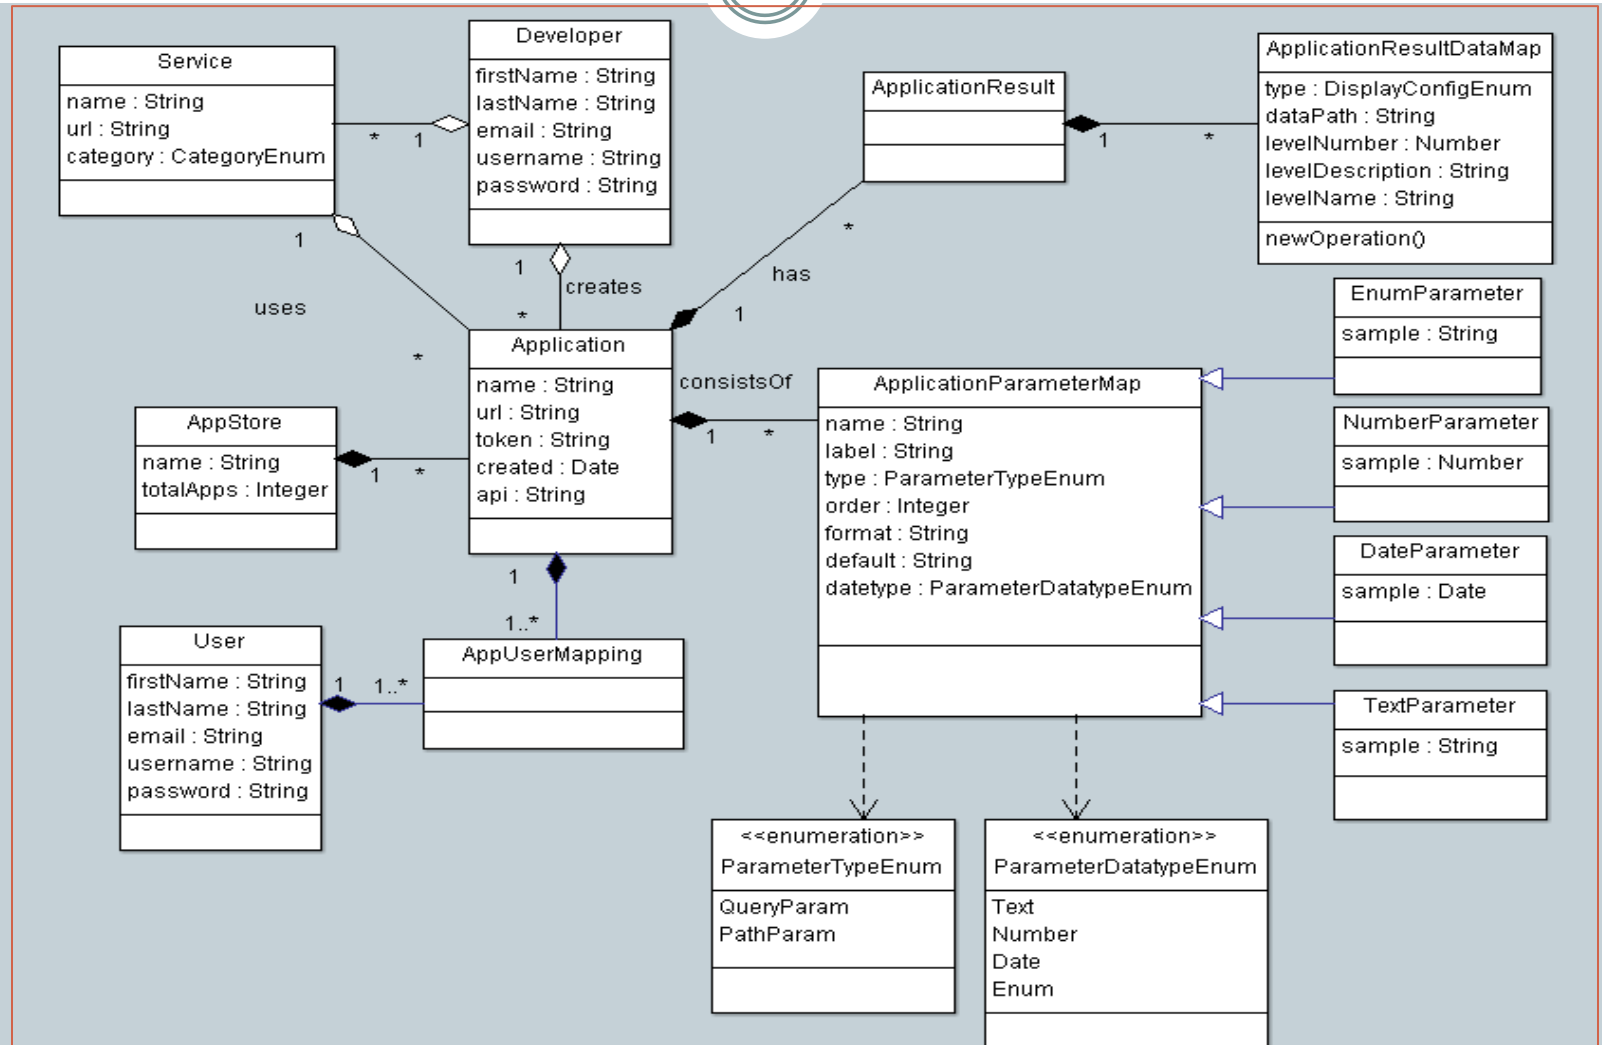 Service
name : String
url : String
category : CategoryEnum
Developer
firstName : String
lastName : String
email : String
username : String
password : String
ApplicationResult
ApplicationResultDataMap
type : DisplayConfigEnum
dataPath : String
levelNumber : Number
levelDescription : String
levelName : String
newOperation()
* 1
1 *
1
uses
*
1
creates
*
*
has
1
Application
name : String
url : String
token : String
created : Date
api : String
consistsOf
1 *
AppStore
name : String
totalApps : Integer
1 *
ApplicationParameterMap
name : String
label : String
type : ParameterTypeEnum
order : Integer
format : String
default : String
datetype : ParameterDatatypeEnum
EnumParameter
sample : String
NumberParameter
sample : Number
DateParameter
sample : Date
TextParameter
sample : String
1
1..*
User
firstName : String
lastName : String
email : String
username : String
password : String
1 1..*
AppUserMapping
<<enumeration>>
ParameterTypeEnum
QueryParam
PathParam
<<enumeration>>
ParameterDatatypeEnum
Text
Number
Date
Enum